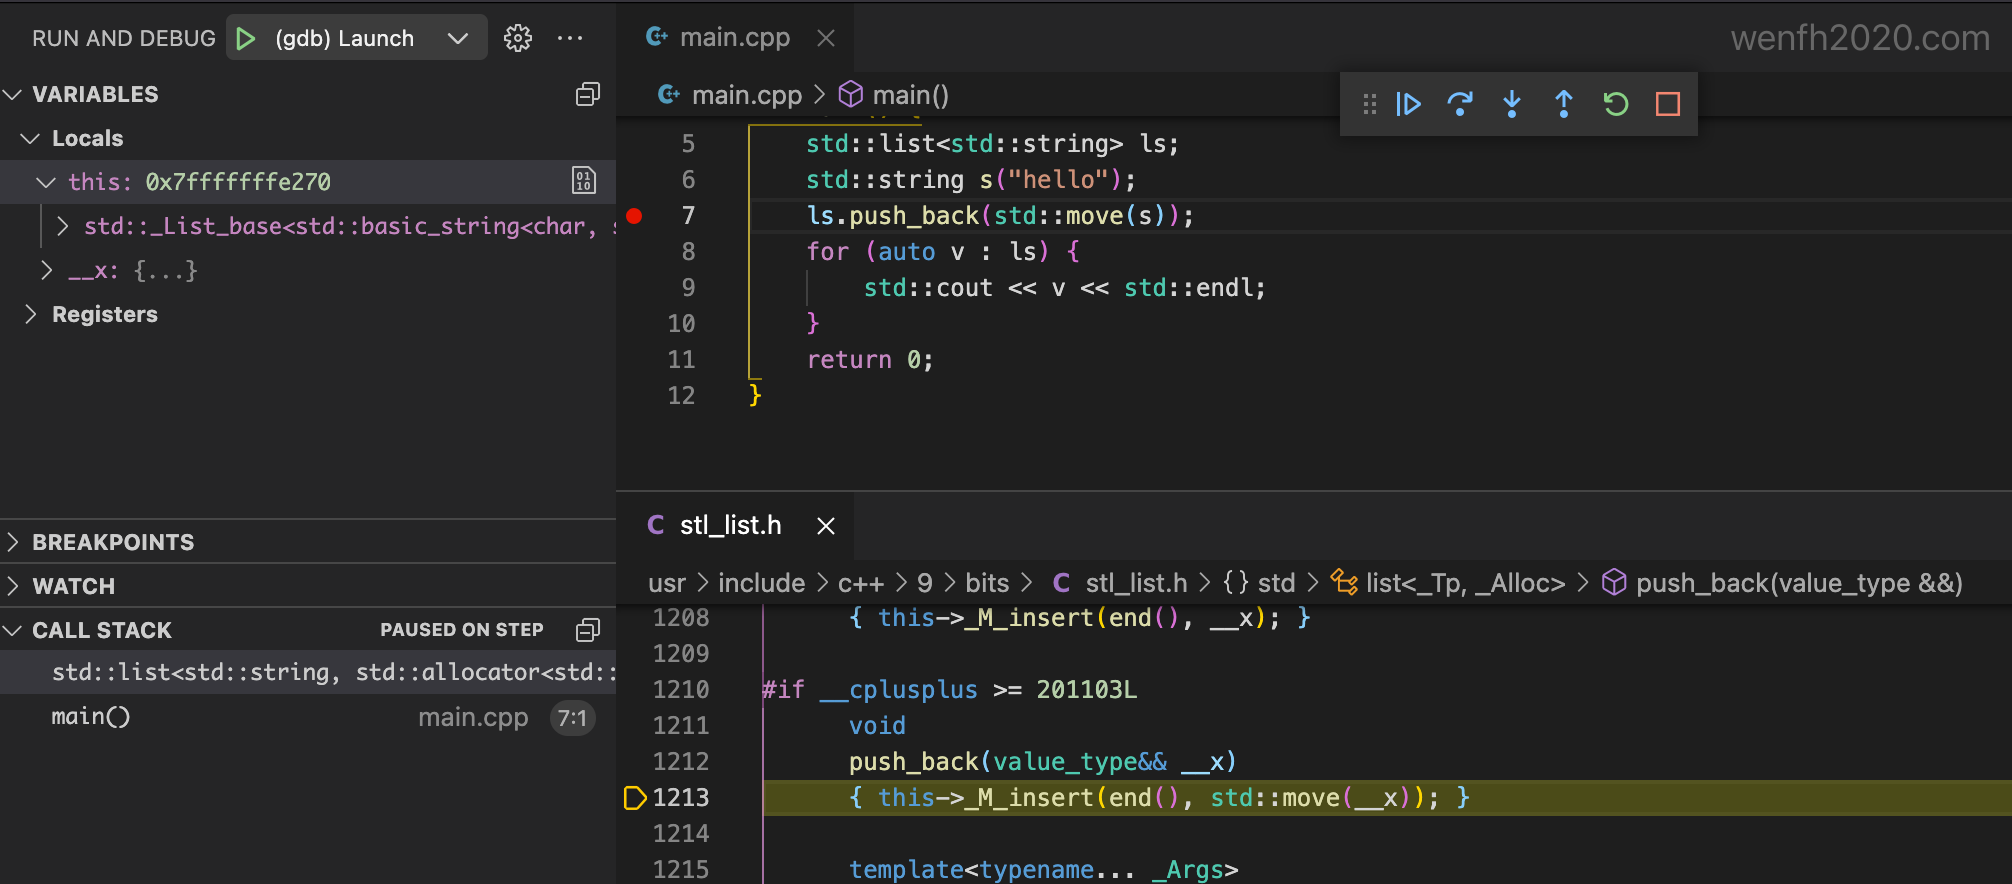 RUN AND DEBUG (gdb) Launch
VARIABLES
Locals
this: 0x7fffffffe270
std::_List_base<std::basic_string<char,
__x: {...}
Registers
BREAKPOINTS
WATCH
CALL STACK PAUSED ON STEP
std::list<std::string, std::allocator<std::
main() main.cpp 7:1
main.cpp
wenfh2020.com
main.cpp > main()
5 std::list<std::string> ls;
6 std::string s("hello");
7 ls.push_back(std::move(s));
8 for (auto v : ls) {
9 std::cout << v << std::endl;
10 }
11 return 0;
12 }
C stl_list.h
usr > include > c++ > 9 > bits > C stl_list.h > {} std > list<_Tp, _Alloc> > push_back(value_type &&)
1208 { this->_M_insert(end(), __x); }
1209
1210 #if __cplusplus >= 201103L
1211 void
1212 push_back(value_type&& __x)
1213 { this->_M_insert(end(), std::move(__x)); }
1214
1215 template<typename... _Args>